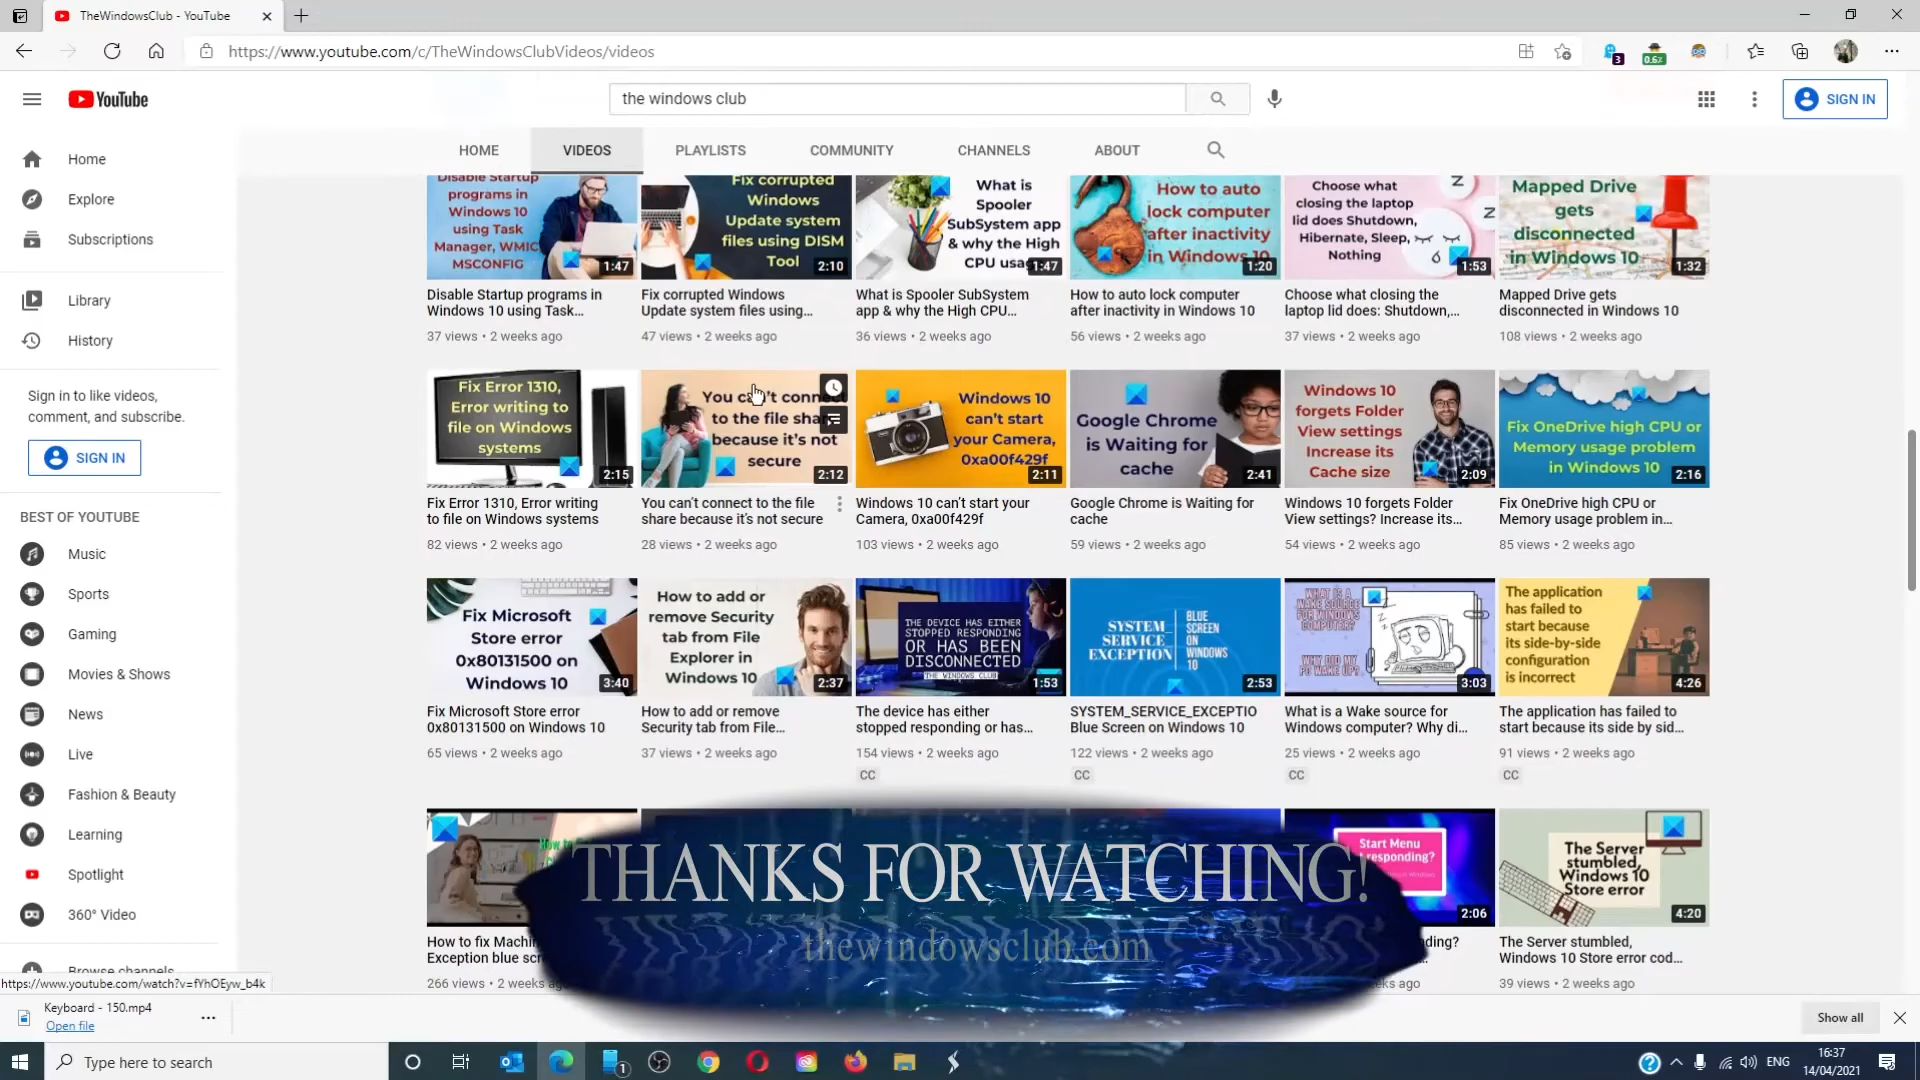 TheWindowsClub - YouTube
https://www.youtube.com/c/TheWindowsClubVideos/videos
3
0.6%
YouTube
the windows club
SIGN IN
HOME
VIDEOS
PLAYLISTS
COMMUNITY
CHANNELS
ABOUT
Home
Explore
Subscriptions
Library
History
Sign in to like videos,
comment, and subscribe.
SIGN IN
BEST OF YOUTUBE
Music
Sports
Gaming
Movies & Shows
News
Live
Fashion & Beauty
Learning
Spotlight
360° Video
Browse channels
Disable Startup
programs in
Windows 10
using Task
Manager, WMIC
MSCONFIG
1:47
Disable Startup programs in
Windows 10 using Task...
37 views • 2 weeks ago
Fix corrupted
Windows
Update system
files using DISM
Tool
2:10
Fix corrupted Windows
Update system files using...
47 views • 2 weeks ago
What is
Spooler
SubSystem app
& why the High
CPU usage
1:47
What is Spooler SubSystem
app & why the High CPU...
36 views • 2 weeks ago
How to auto
lock computer
after inactivity
in Windows 10
1:20
How to auto lock computer
after inactivity in Windows 10
56 views • 2 weeks ago
Choose what
closing the laptop
lid does Shutdown,
Hibernate, Sleep,
Nothing
1:53
Choose what closing the
laptop lid does: Shutdown,...
37 views • 2 weeks ago
Mapped Drive
gets
disconnected
in Windows 10
1:32
Mapped Drive gets
disconnected in Windows 10
108 views • 2 weeks ago
Fix Error 1310,
Error writing to
file on Windows
systems
2:15
Fix Error 1310, Error writing
to file on Windows systems
82 views • 2 weeks ago
You can't connect
to the file share
because it's not
secure
2:12
You can't connect to the file
share because it's not secure
28 views • 2 weeks ago
Windows 10
can't start
your Camera,
0xa00f429f
2:11
Windows 10 can't start your
Camera, 0xa00f429f
103 views • 2 weeks ago
Google Chrome
is Waiting for
cache
2:41
Google Chrome is Waiting for
cache
59 views • 2 weeks ago
Windows 10
forgets Folder
View settings
Increase its
Cache size
2:09
Windows 10 forgets Folder
View settings? Increase its...
54 views • 2 weeks ago
Fix OneDrive high CPU or
Memory usage problem
in Windows 10
2:16
Fix OneDrive high CPU or
Memory usage problem in...
85 views • 2 weeks ago
Fix Microsoft
Store error
0x80131500 on
Windows 10
3:40
Fix Microsoft Store error
0x80131500 on Windows 10
65 views • 2 weeks ago
How to add or
remove Security
tab from File
Explorer in
Windows 10
2:37
How to add or remove
Security tab from File...
37 views • 2 weeks ago
THE DEVICE HAS EITHER
STOPPED RESPONDING
OR HAS BEEN
DISCONNECTED
THE WINDOWS CLUB
1:53
The device has either
stopped responding or has...
154 views • 2 weeks ago
CC
SYSTEM
SERVICE
EXCEPTION
BLUE
SCREEN
ON
WINDOWS
10
2:53
SYSTEM_SERVICE_EXCEPTIO
Blue Screen on Windows 10
122 views • 2 weeks ago
CC
WHAT IS A
WAKE SOURCE
FOR WINDOWS
COMPUTER?
WHY DID MY
PC WAKE UP?
3:03
What is a Wake source for
Windows computer? Why di...
25 views • 2 weeks ago
CC
The application
has failed to
start because
its side-by-side
configuration
is incorrect
4:26
The application has failed to
start because its side by sid...
91 views • 2 weeks ago
CC
How to fix Machin
Exception blue scr
266 views • 2 weeks ag
Start Menu
responding?
2:06
nding?
s ago
The Server
stumbled,
Windows 10
Store error
4:20
The Server stumbled,
Windows 10 Store error cod...
39 views • 2 weeks ago
THANKS FOR WATCHING!
thewindowsclub.com
https://www.youtube.com/watch?v=fYhOEyw_b4k
Keyboard - 150.mp4
Open file
Show all
Type here to search
1
ENG
16:37
14/04/2021